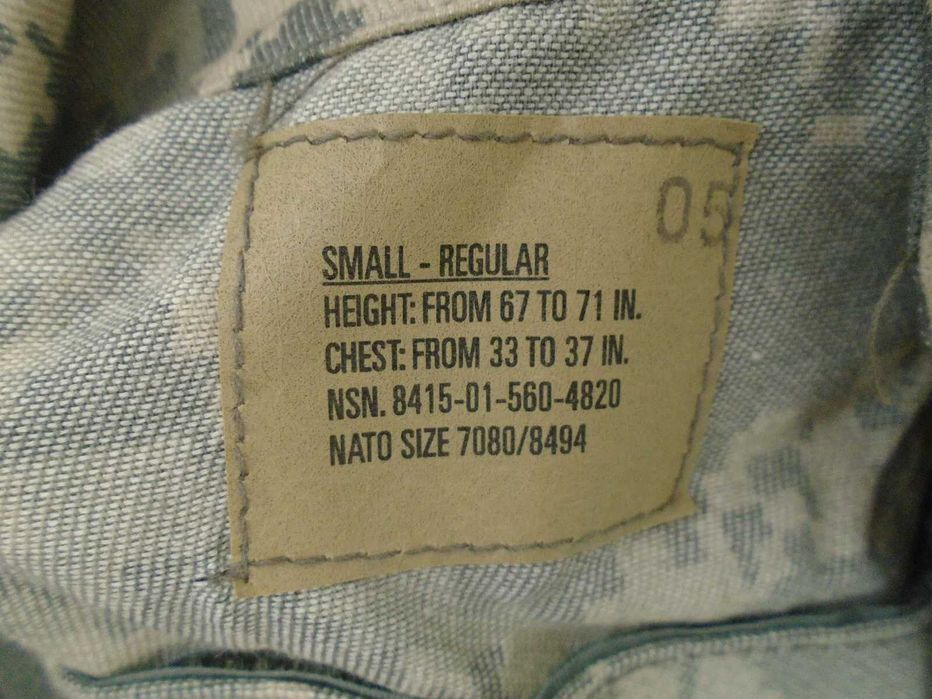 05
SMALL - REGULAR
HEIGHT: FROM 67 TO 71 IN.
CHEST: FROM 33 TO 37 IN.
NSN. 8415-01-560-4820
NATO SIZE 7080/8494